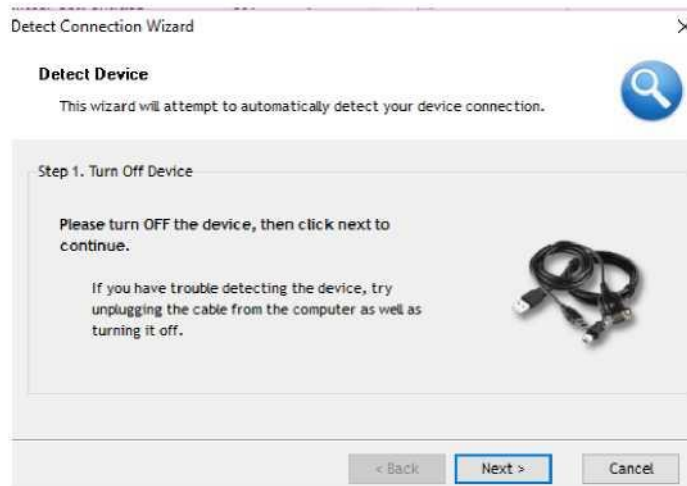 Detect Connection Wizard
Detect Device
This wizard will attempt to automatically detect your device connection.
Step 1. Turn Off Device
Please turn OFF the device, then click next to
continue.
If you have trouble detecting the device, try
unplugging the cable from the computer as well as
turning it off.
< Back
Next >
Cancel